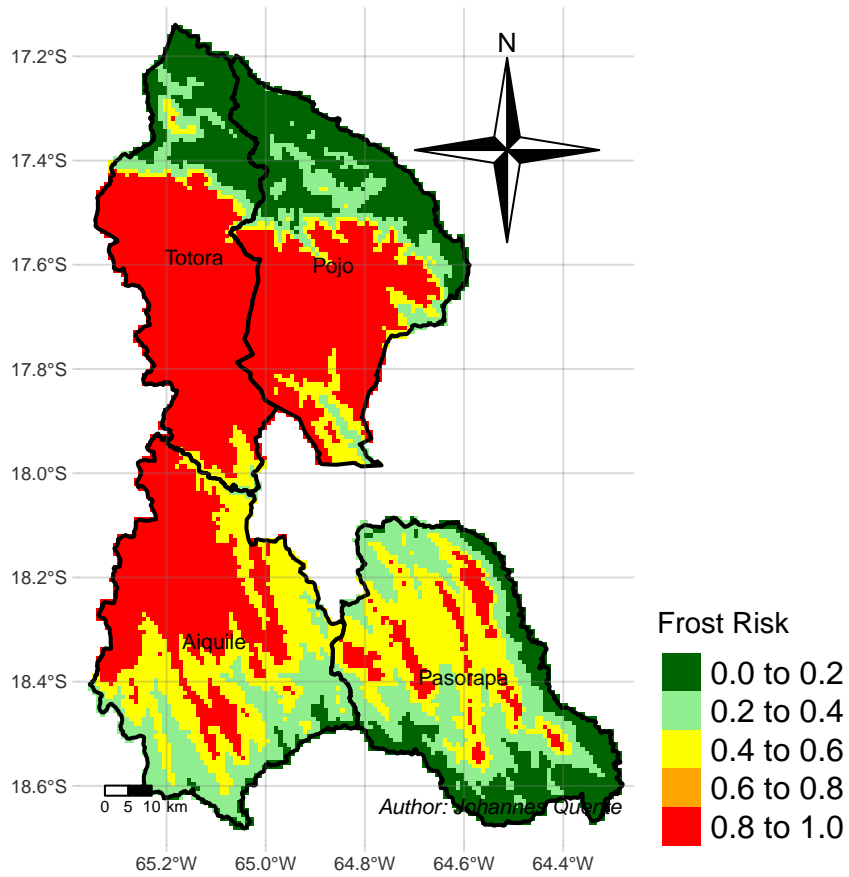 N
17.2°S
17.4°S
17.6°S
17.8°S
18.0°S
18.2°S
18.4°S
18.6°S
Totora
Pojo
Aiquile
Pasorapa
Frost Risk
0.0 to 0.2
0.2 to 0.4
0.4 to 0.6
0.6 to 0.8
0.8 to 1.0
0 5 10 km
Author: Johannes Quente
65.2°W 65.0°W 64.8°W 64.6°W 64.4°W